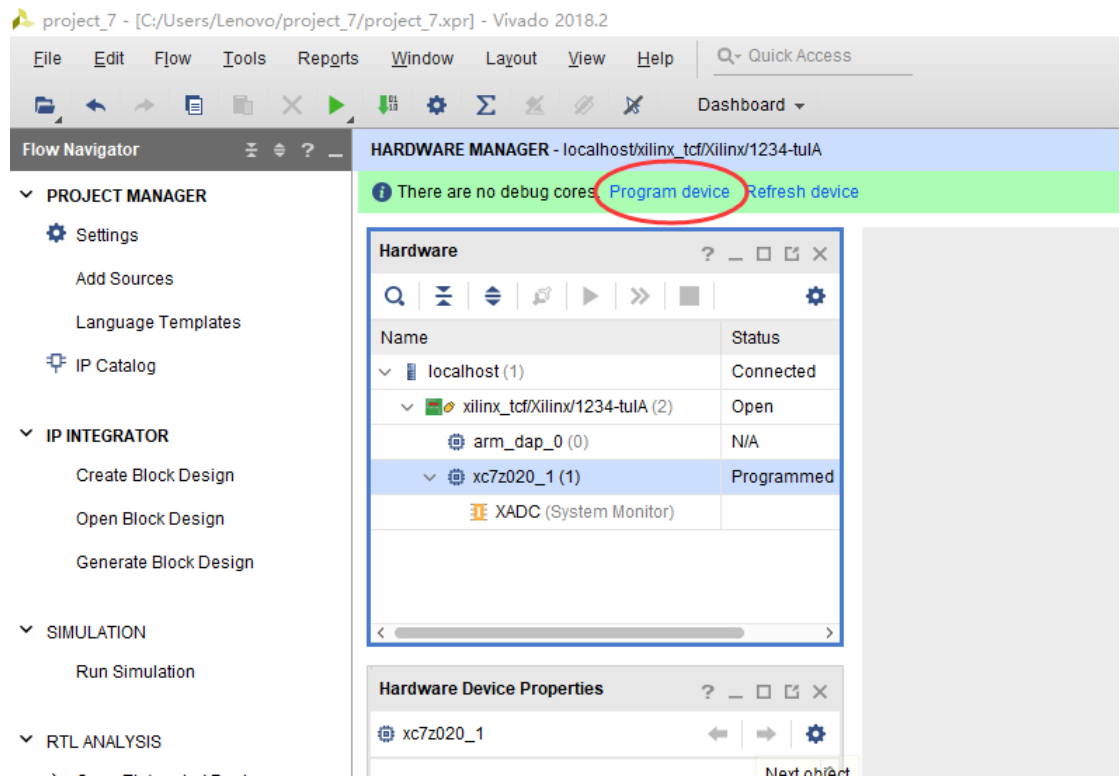 project_7 - [C:/Users/Lenovo/project_7/project_7.xpr] - Vivado 2018.2
File Edit Flow Tools Reports Window Layout View Help Quick Access
Dashboard
Flow Navigator
HARDWARE MANAGER - localhost/xilinx_tcf/Xilinx/1234-tulA
There are no debug cores. Program device Refresh device
PROJECT MANAGER
Settings
Add Sources
Language Templates
IP Catalog
IP INTEGRATOR
Create Block Design
Open Block Design
Generate Block Design
SIMULATION
Run Simulation
RTL ANALYSIS
Hardware
Name Status
localhost (1) Connected
xilinx_tcf/Xilinx/1234-tulA (2) Open
arm_dap_0 (0) N/A
xc7z020_1 (1) Programmed
XADC (System Monitor)
Hardware Device Properties
xc7z020_1
Next object